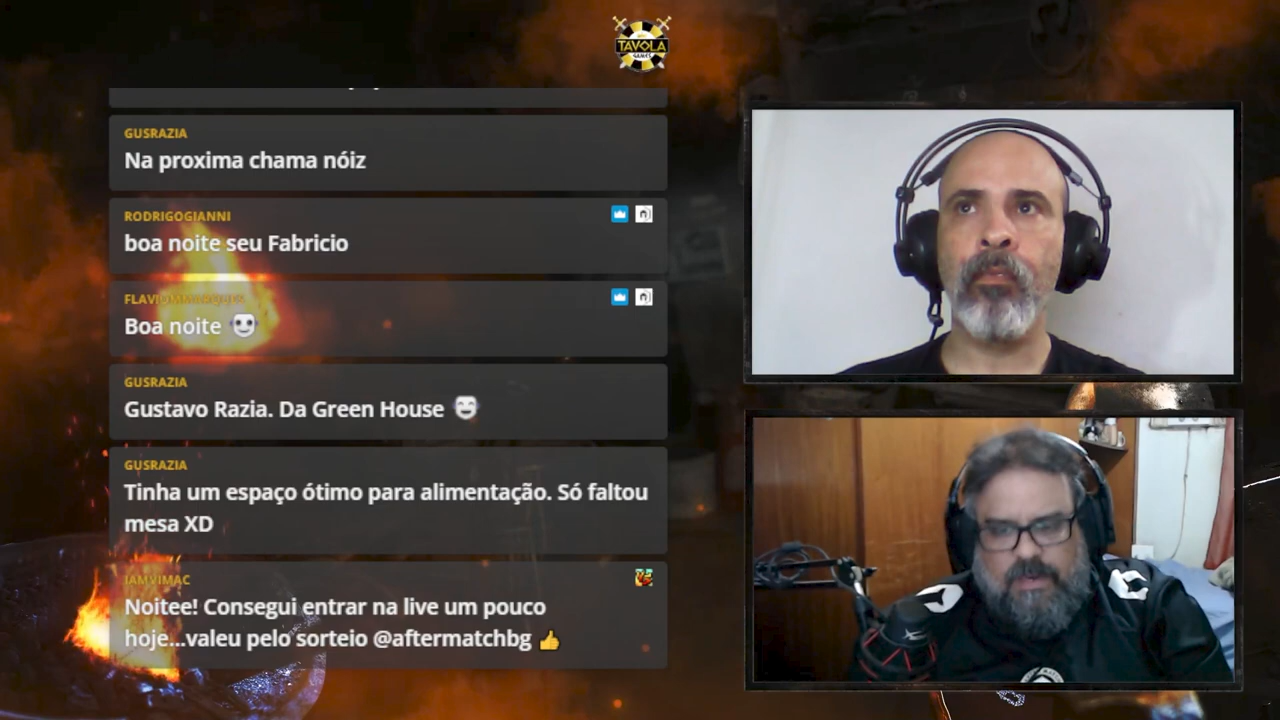 TAVOLA
GAMES
GUSRAZIA
Na proxima chama nóiz
RODRIGOGIANNI
boa noite seu Fabricio
FLAVIOMMARQUES
Boa noite
GUSRAZIA
Gustavo Razia. Da Green House
GUSRAZIA
Tinha um espaço ótimo para alimentação. Só faltou
mesa XD
IAMVIMAC
Noitee! Consegui entrar na live um pouco
hoje...valeu pelo sorteio @aftermatchbg 👍